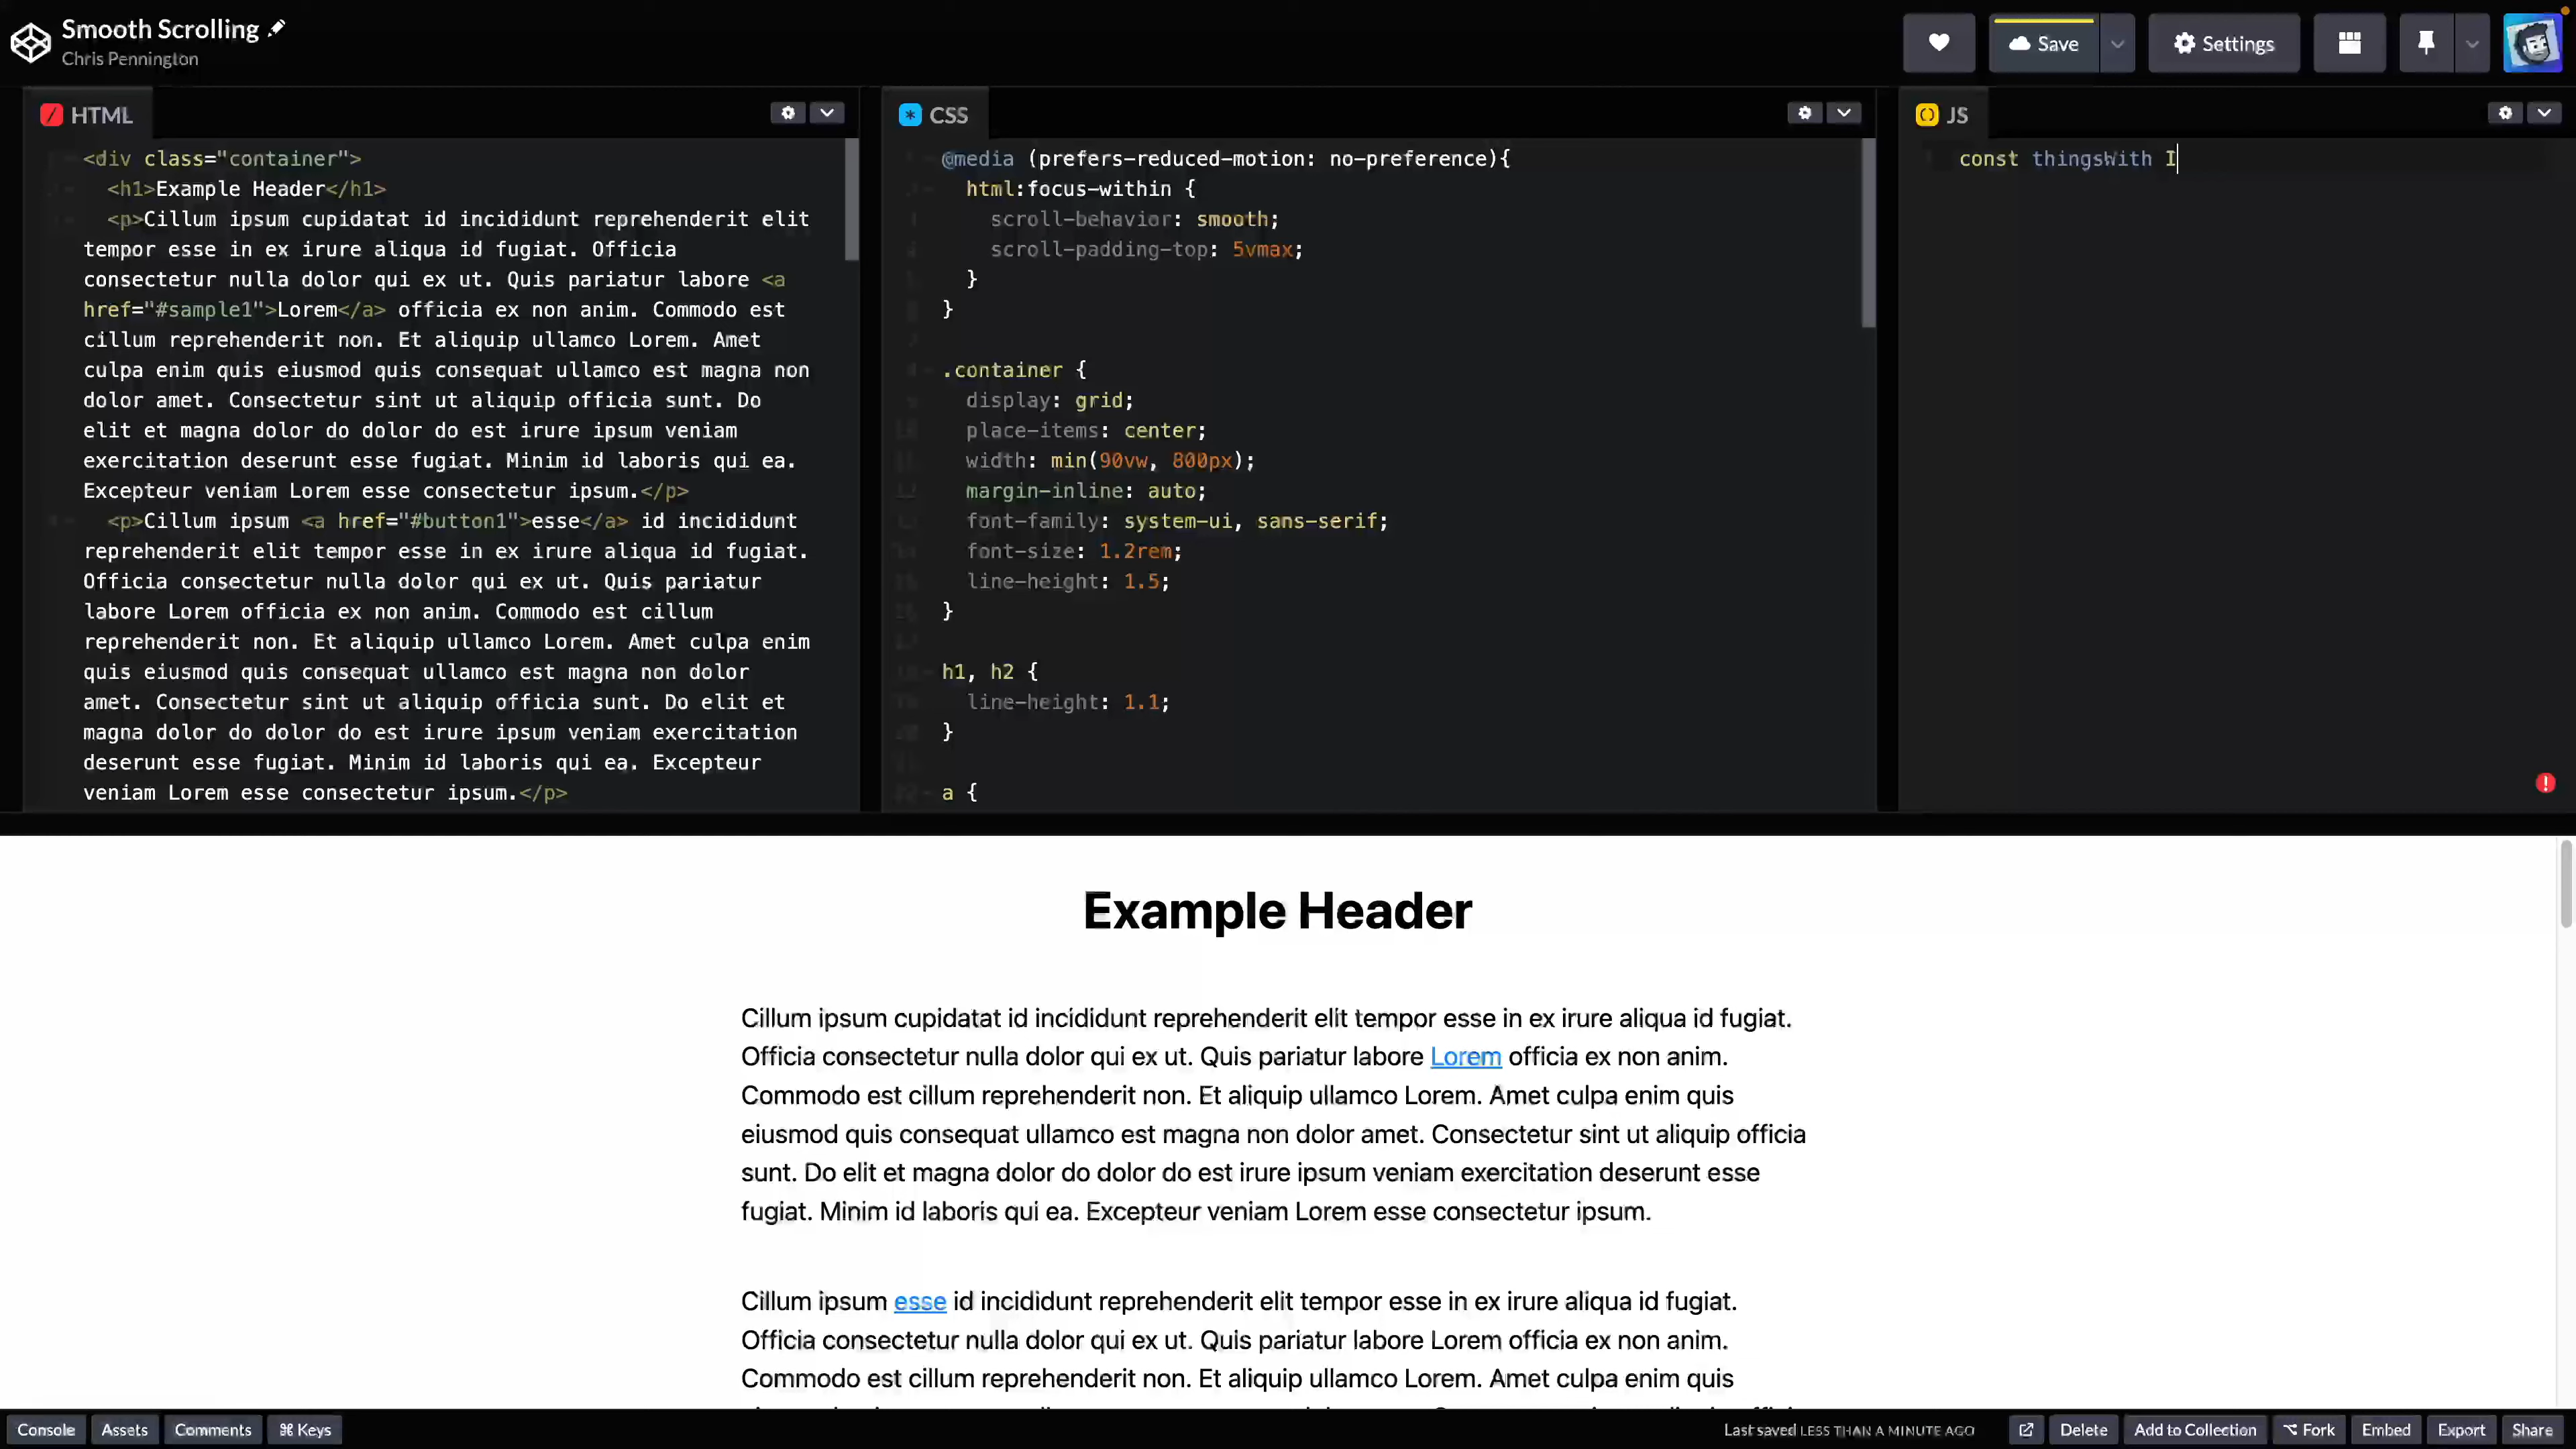 Smooth Scrolling
Chris Pennington
Save
Settings
HTML
<div class="container">
<h1>Example Header</h1>
<p>Cillum ipsum cupidatat id incididunt reprehenderit elit
tempor esse in ex irure aliqua id fugiat. Officia
consectetur nulla dolor qui ex ut. Quis pariatur labore <a
href="#sample1">Lorem</a> officia ex non anim. Commodo est
cillum reprehenderit non. Et aliquip ullamco Lorem. Amet
culpa enim quis eiusmod quis consequat ullamco est magna non
dolor amet. Consectetur sint ut aliquip officia sunt. Do
elit et magna dolor do dolor do est irure ipsum veniam
exercitation deserunt esse fugiat. Minim id laboris qui ea.
Excepteur veniam Lorem esse consectetur ipsum.</p>
<p>Cillum ipsum <a href="#button1">esse</a> id incididunt
reprehenderit elit tempor esse in ex irure aliqua id fugiat.
Officia consectetur nulla dolor qui ex ut. Quis pariatur
labore Lorem officia ex non anim. Commodo est cillum
reprehenderit non. Et aliquip ullamco Lorem. Amet culpa enim
quis eiusmod quis consequat ullamco est magna non dolor
amet. Consectetur sint ut aliquip officia sunt. Do elit et
magna dolor do dolor do est irure ipsum veniam exercitation
deserunt esse fugiat. Minim id laboris qui ea. Excepteur
veniam Lorem esse consectetur ipsum.</p>
CSS
@media (prefers-reduced-motion: no-preference){
html:focus-within {
scroll-behavior: smooth;
scroll-padding-top: 5vmax;
}
}
.container {
display: grid;
place-items: center;
width: min(90vw, 800px);
margin-inline: auto;
font-family: system-ui, sans-serif;
font-size: 1.2rem;
line-height: 1.5;
}
h1, h2 {
line-height: 1.1;
}
a {
JS
const thingsWith I
Example Header
Cillum ipsum cupidatat id incididunt reprehenderit elit tempor esse in ex irure aliqua id fugiat.
Officia consectetur nulla dolor qui ex ut. Quis pariatur labore Lorem officia ex non anim.
Commodo est cillum reprehenderit non. Et aliquip ullamco Lorem. Amet culpa enim quis
eiusmod quis consequat ullamco est magna non dolor amet. Consectetur sint ut aliquip officia
sunt. Do elit et magna dolor do dolor do est irure ipsum veniam exercitation deserunt esse
fugiat. Minim id laboris qui ea. Excepteur veniam Lorem esse consectetur ipsum.
Cillum ipsum esse id incididunt reprehenderit elit tempor esse in ex irure aliqua id fugiat.
Officia consectetur nulla dolor qui ex ut. Quis pariatur labore Lorem officia ex non anim.
Commodo est cillum reprehenderit non. Et aliquip ullamco Lorem. Amet culpa enim quis
Console
Assets
Comments
⌘ Keys
Last saved LESS THAN A MINUTE AGO
Delete
Add to Collection
Fork
Embed
Export
Share